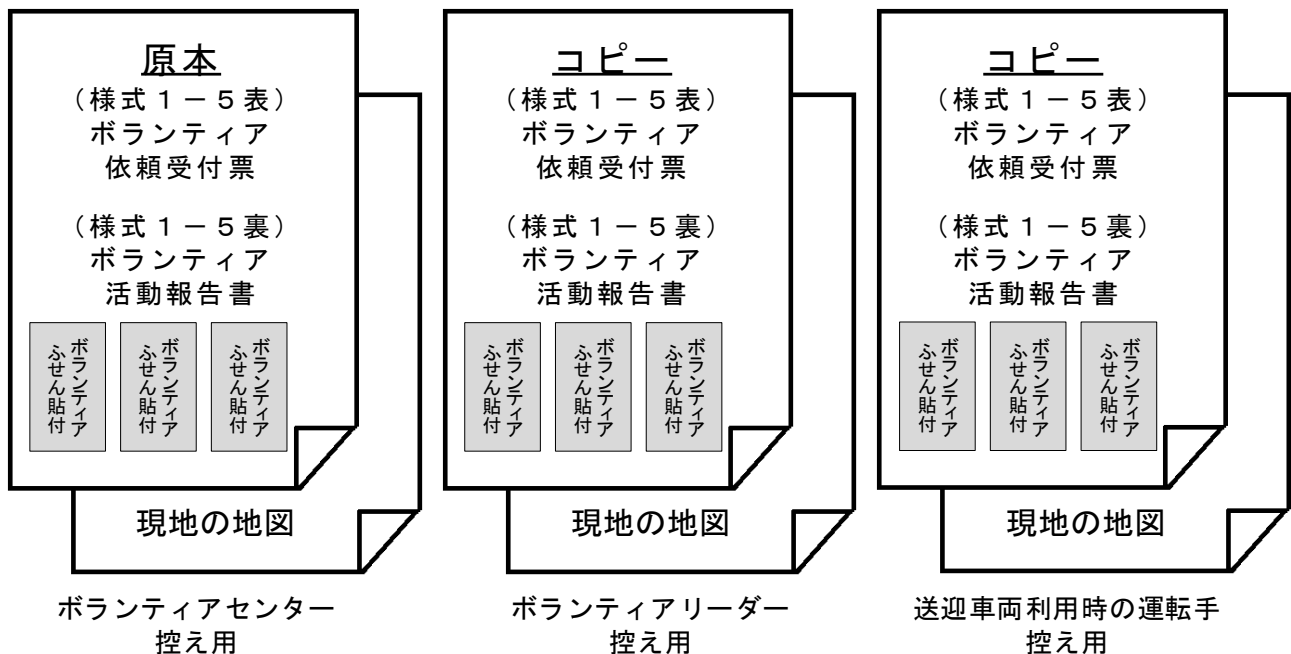 原本
（様式１－５表）
ボランティア
依頼受付票
（様式１－５裏）
ボランティア
活動報告書
ボランティア
ふせん貼付
ボランティア
ふせん貼付
ボランティア
ふせん貼付
現地の地図
ボランティアセンター
控え用
コピー
（様式１－５表）
ボランティア
依頼受付票
（様式１－５裏）
ボランティア
活動報告書
ボランティア
ふせん貼付
ボランティア
ふせん貼付
ボランティア
ふせん貼付
現地の地図
ボランティアリーダー
控え用
コピー
（様式１－５表）
ボランティア
依頼受付票
（様式１－５裏）
ボランティア
活動報告書
ボランティア
ふせん貼付
ボランティア
ふせん貼付
ボランティア
ふせん貼付
現地の地図
送迎車両利用時の運転手
控え用